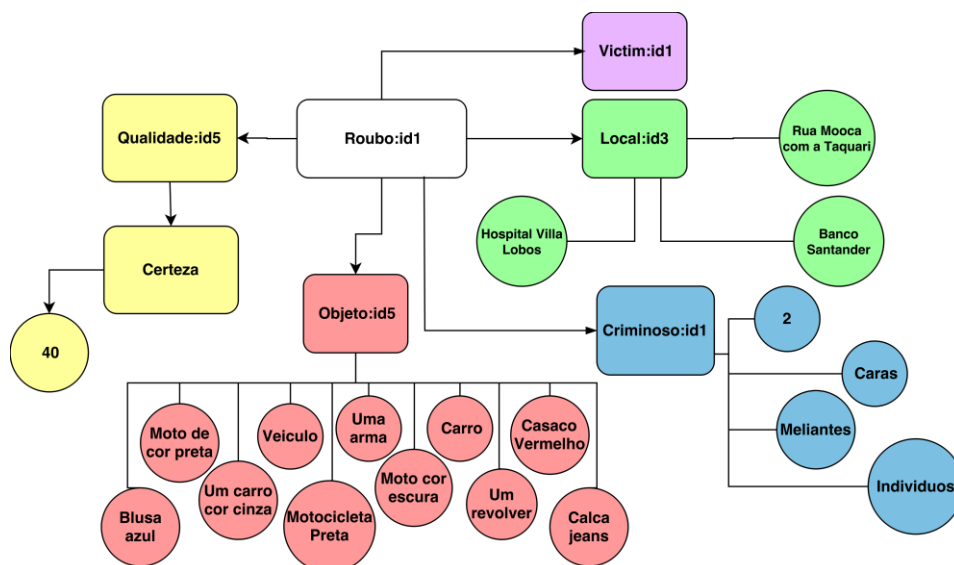 Victim:id1
Qualidade:id5
Roubo:id1
Local:id3
Rua Mooca
com a Taquari
Hospital Villa
Lobos
Banco
Santander
Certeza
40
Objeto:id5
Criminoso:id1
2
Caras
Meliantes
Individuos
Moto de
cor preta
Veiculo
Uma
arma
Carro
Casaco
Vermelho
Blusa
azul
Um carro
cor cinza
Motocicleta
Preta
Moto cor
escura
Um
revolver
Calca
jeans